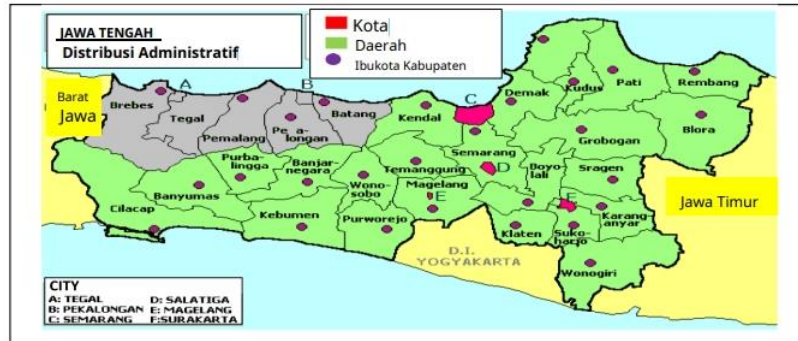 JAWA TENGAH
Distribusi Administratif
Kota
Daerah
Ibukota Kabupaten
Barat
Jawa
A
B
C
Brebes
Tegal
Pemalang
Pe a-
longan
Batang
Kendal
Demak
Kudus
Pati
Rembang
Blora
Grobogan
Semarang
D
Purba-
lingga
Banjar-
negara
Wono-
sobo
Temanggung
Boyo-
lali
Sragen
Banyumas
Magelang
E
F
Karang
anyar
Cilacap
Kebumen
Purworejo
Klaten
Suko-
harjo
Wonogiri
Jawa Timur
D.I.
YOGYAKARTA
CITY
A: TEGAL D: SALATIGA
B: PEKALONGAN E: MAGELANG
C: SEMARANG F:SURAKARTA